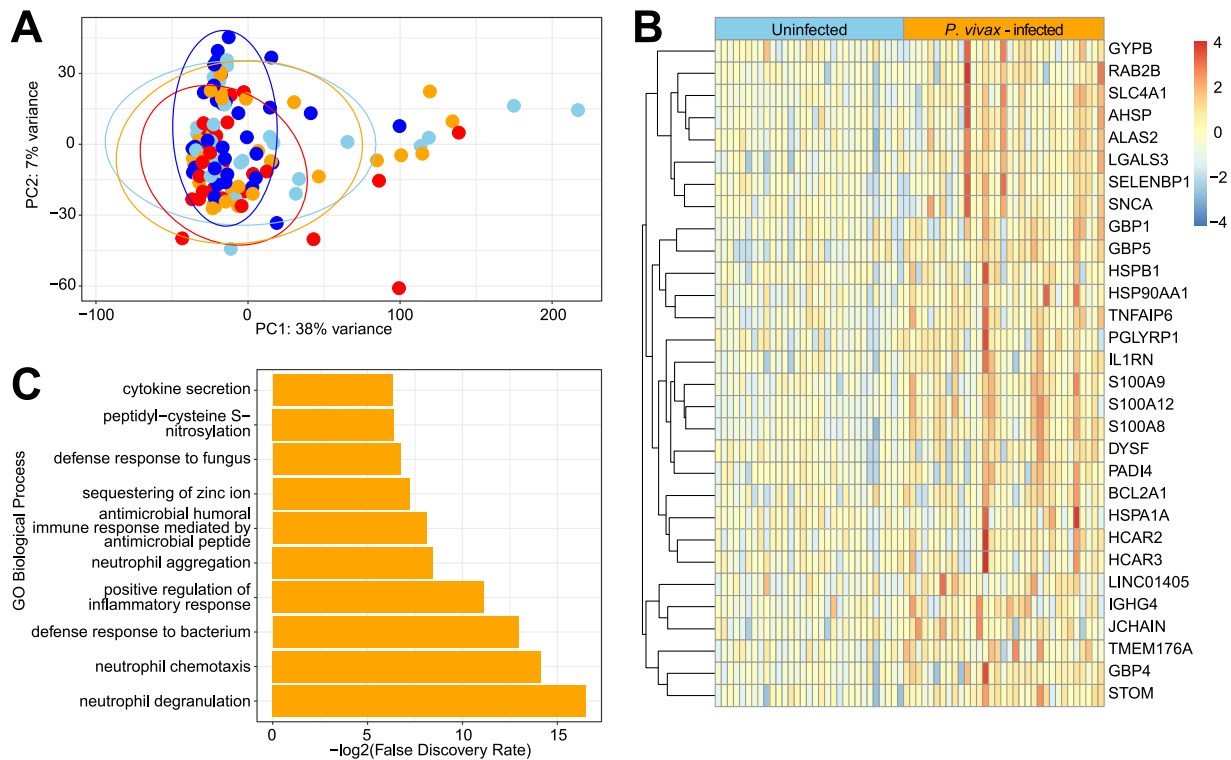 A
PC2: 7% variance
30
0
−30
−60
−100
0
100
200
PC1: 38% variance
B
Uninfected
P. vivax - infected
GYPB
RAB2B
SLC4A1
AHSP
ALAS2
LGALS3
SELENBP1
SNCA
GBP1
GBP5
HSPB1
HSP90AA1
TNFAIP6
PGLYRP1
IL1RN
S100A9
S100A12
S100A8
DYSF
PADI4
BCL2A1
HSPA1A
HCAR2
HCAR3
LINC01405
IGHG4
JCHAIN
TMEM176A
GBP4
STOM
4
2
0
−2
−4
C
GO Biological Process
cytokine secretion
peptidyl−cysteine S−
nitrosylation
defense response to fungus
sequestering of zinc ion
antimicrobial humoral
immune response mediated by
antimicrobial peptide
neutrophil aggregation
positive regulation of
inflammatory response
defense response to bacterium
neutrophil chemotaxis
neutrophil degranulation
0
5
10
15
−log2(False Discovery Rate)